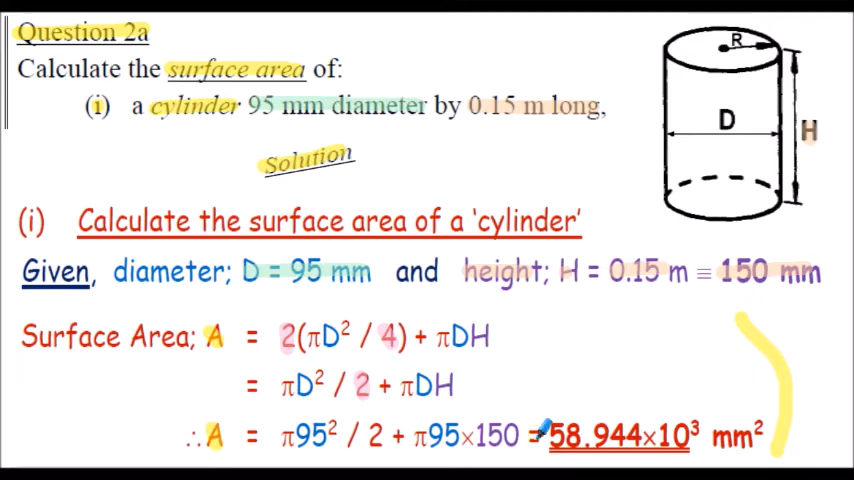 Question 2a
Calculate the surface area of:
(i) a cylinder 95 mm diameter by 0.15 m long,
Solution
R
D
H
(i) Calculate the surface area of a ‘cylinder’
Given, diameter; D = 95 mm and height; H = 0.15 m ≡ 150 mm
Surface Area; A = 2(πD² / 4) + πDH
= πD² / 2 + πDH
∴ A = π95² / 2 + π95×150 = 58.944×10³ mm²